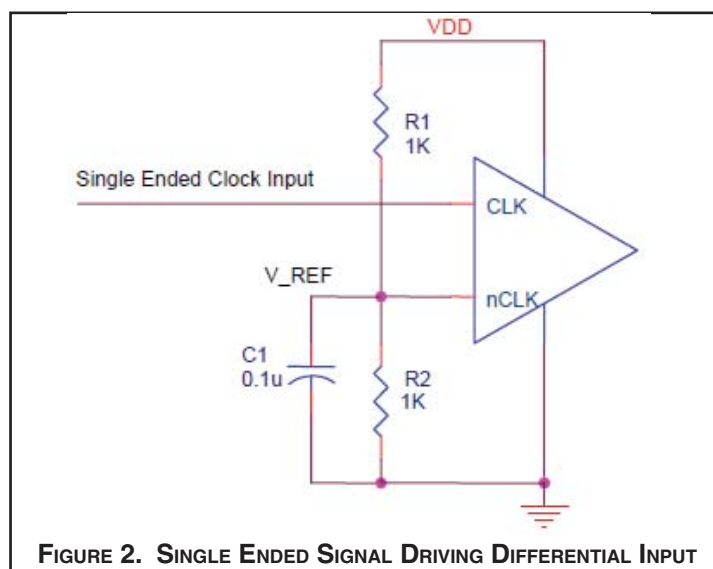 VDD
R1
1K
Single Ended Clock Input
CLK
V_REF
nCLK
C1
0.1u
R2
1K
FIGURE 2. SINGLE ENDED SIGNAL DRIVING DIFFERENTIAL INPUT